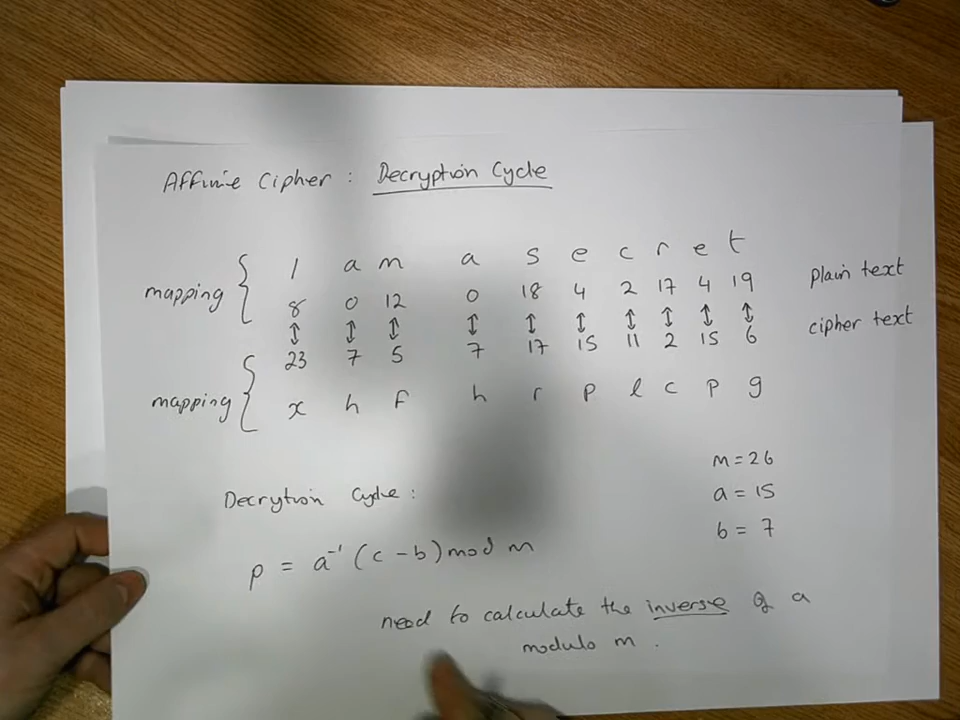 Affine Cipher : Decryption Cycle
I a m a s e c r e t
mapping { 8 0 12 0 18 4 2 17 4 19 plain text
↕ ↕ ↕ ↕ ↕ ↕ ↕ ↕ ↕ ↕ cipher text
23 7 5 7 17 15 11 2 15 6
mapping { x h f h r p l c p g
m = 26
a = 15
b = 7
Decrytion Cycle :
p = a⁻¹ (c - b) mod m
need to calculate the inverse of a
modulo m .